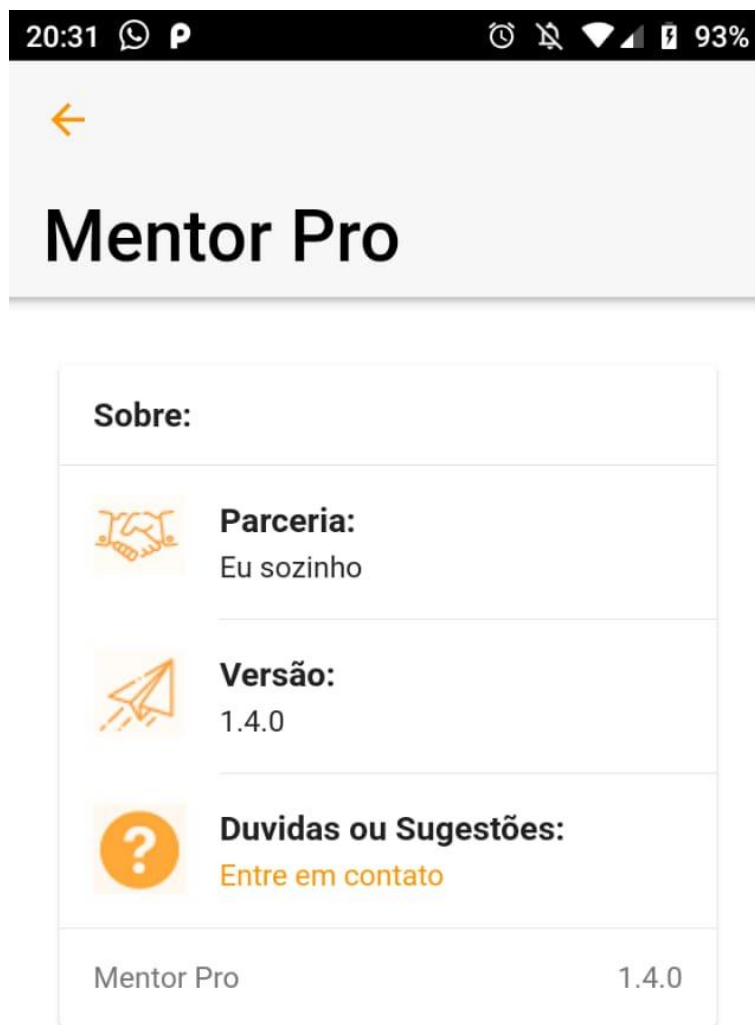 20:31 93%
Mentor Pro
Sobre:
Parceria:
Eu sozinho
Versão:
1.4.0
Duvidas ou Sugestões:
Entre em contato
Mentor Pro 1.4.0